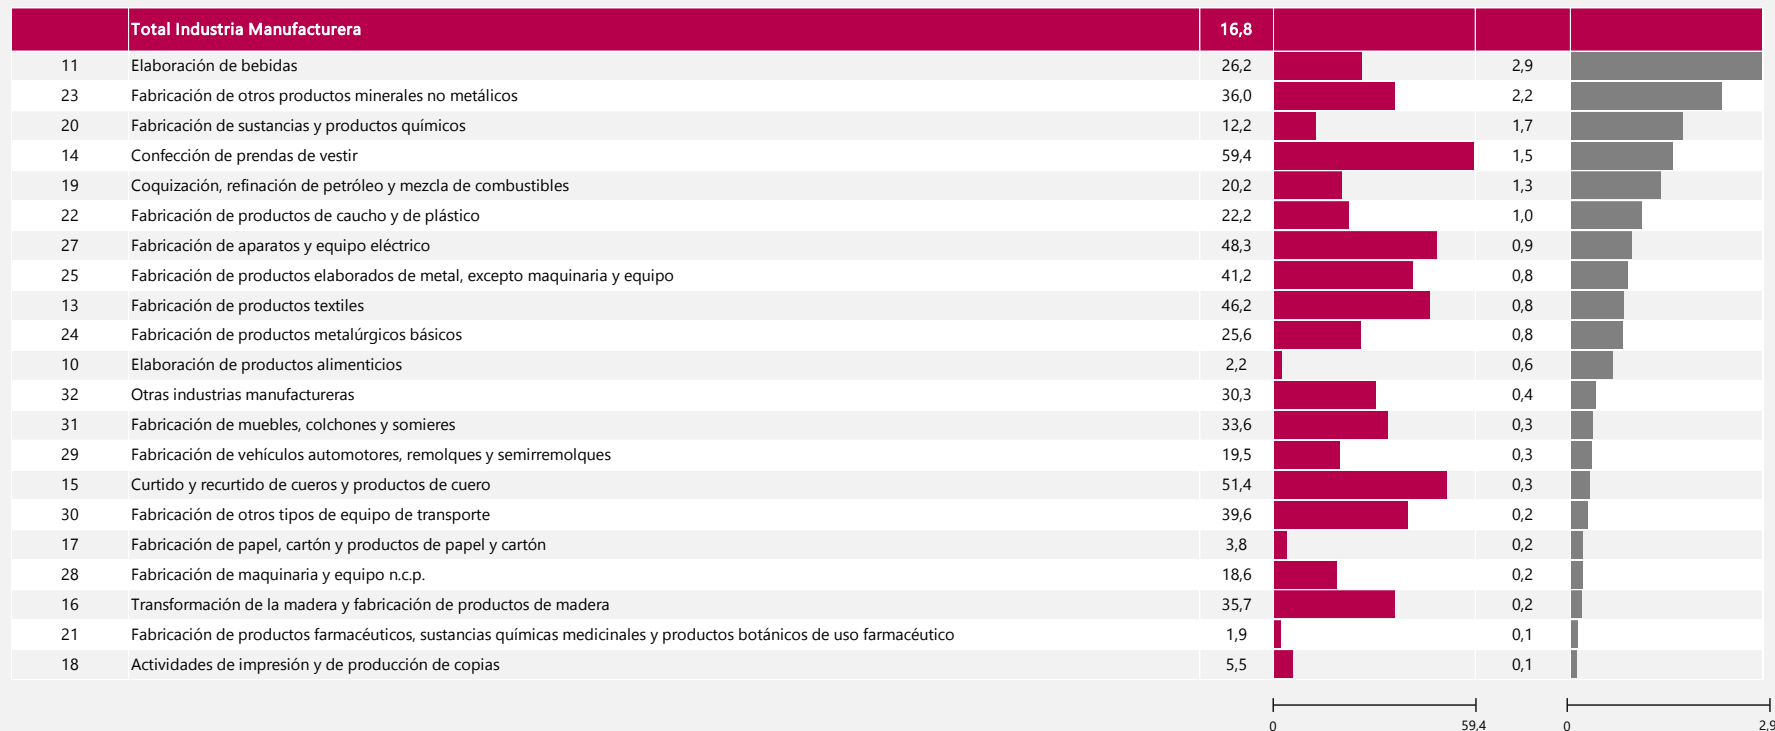 Total Industria Manufacturera 16,8
11 Elaboración de bebidas 26,2 2,9
23 Fabricación de otros productos minerales no metálicos 36,0 2,2
20 Fabricación de sustancias y productos químicos 12,2 1,7
14 Confección de prendas de vestir 59,4 1,5
19 Coquización, refinación de petróleo y mezcla de combustibles 20,2 1,3
22 Fabricación de productos de caucho y de plástico 22,2 1,0
27 Fabricación de aparatos y equipo eléctrico 48,3 0,9
25 Fabricación de productos elaborados de metal, excepto maquinaria y equipo 41,2 0,8
13 Fabricación de productos textiles 46,2 0,8
24 Fabricación de productos metalúrgicos básicos 25,6 0,8
10 Elaboración de productos alimenticios 2,2 0,6
32 Otras industrias manufactureras 30,3 0,4
31 Fabricación de muebles, colchones y somieres 33,6 0,3
29 Fabricación de vehículos automotores, remolques y semirremolques 19,5 0,3
15 Curtido y recurtido de cueros y productos de cuero 51,4 0,3
30 Fabricación de otros tipos de equipo de transporte 39,6 0,2
17 Fabricación de papel, cartón y productos de papel y cartón 3,8 0,2
28 Fabricación de maquinaria y equipo n.c.p. 18,6 0,2
16 Transformación de la madera y fabricación de productos de madera 35,7 0,2
21 Fabricación de productos farmacéuticos, sustancias químicas medicinales y productos botánicos de uso farmacéutico 1,9 0,1
18 Actividades de impresión y de producción de copias 5,5 0,1
0 59,4 0 2,9